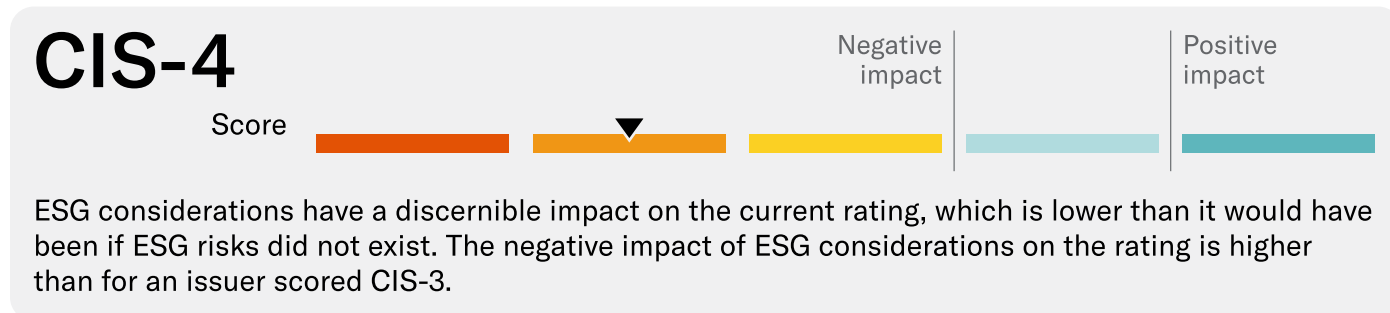 CIS-4
Negative
impact
Positive
impact
Score
ESG considerations have a discernible impact on the current rating, which is lower than it would have
been if ESG risks did not exist. The negative impact of ESG considerations on the rating is higher
than for an issuer scored CIS-3.